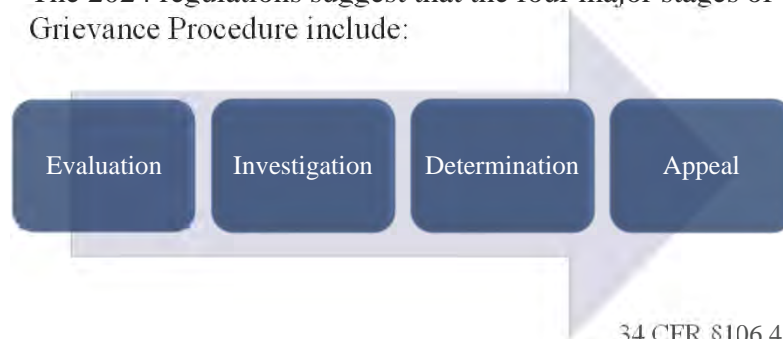 The 2024 regulations suggest that the four major stages of
Grievance Procedure include:
Evaluation
Investigation
Determination
Appeal
34 CFR §106.4